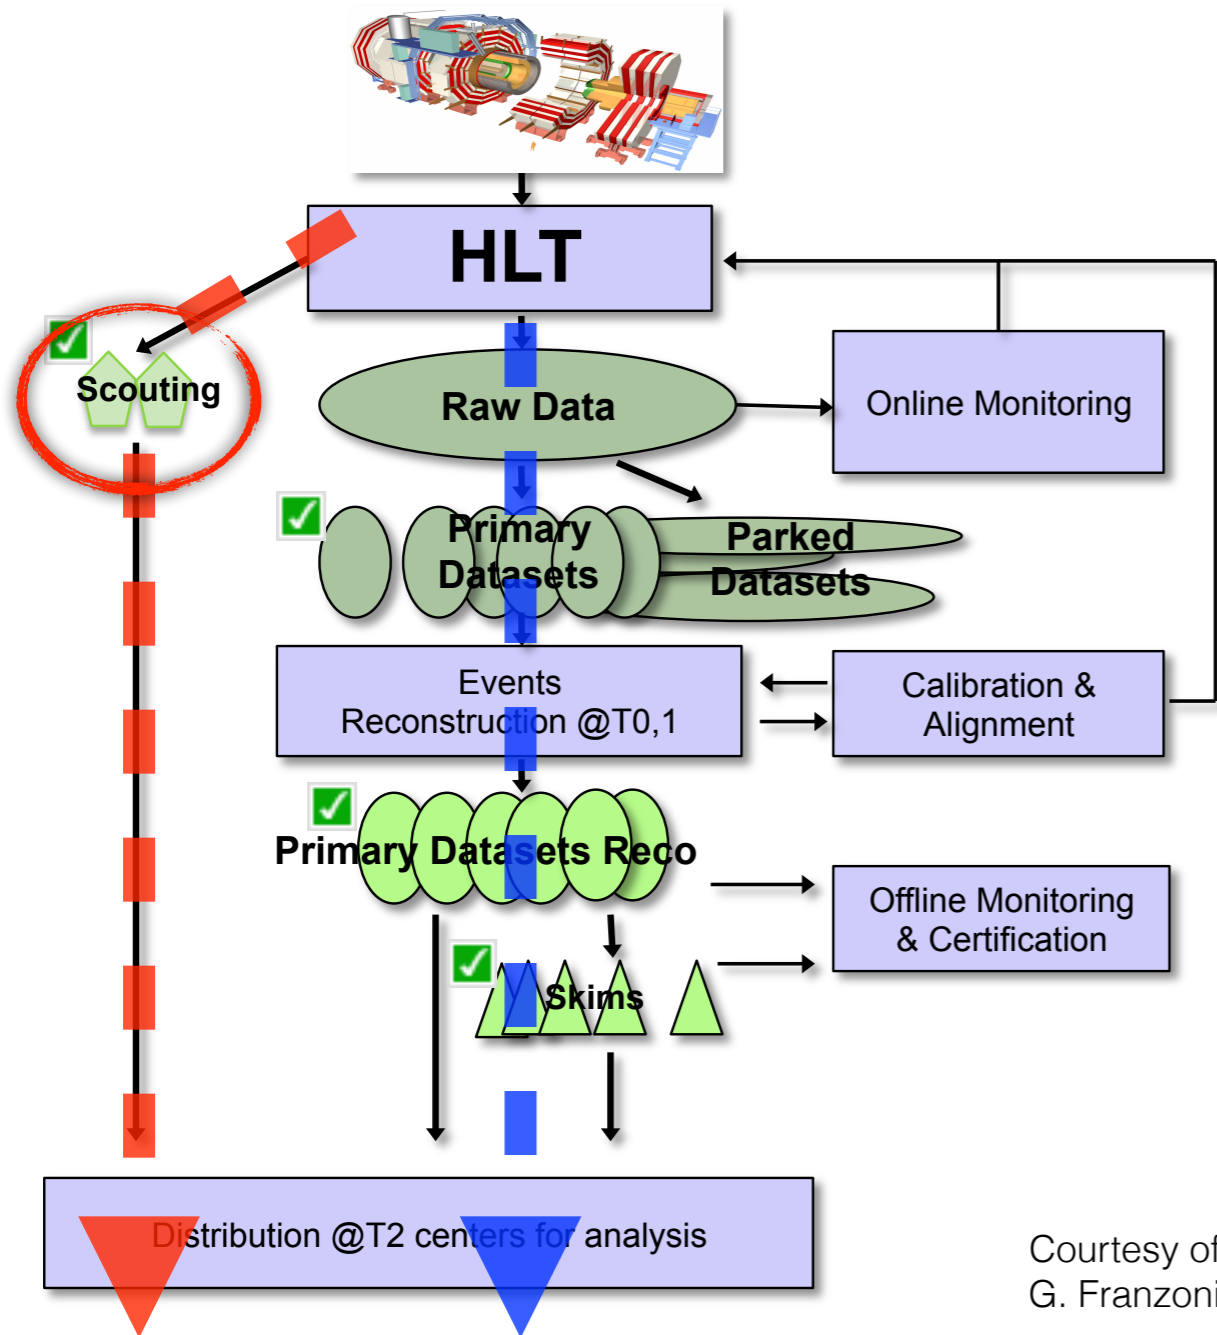 HLT
Scouting
Raw Data
Online Monitoring
Primary
Datasets
Parked
Datasets
Events
Reconstruction @T0,1
Calibration &
Alignment
Primary Datasets Reco
Offline Monitoring
& Certification
Skims
Distribution @T2 centers for analysis
Courtesy of
G. Franzoni